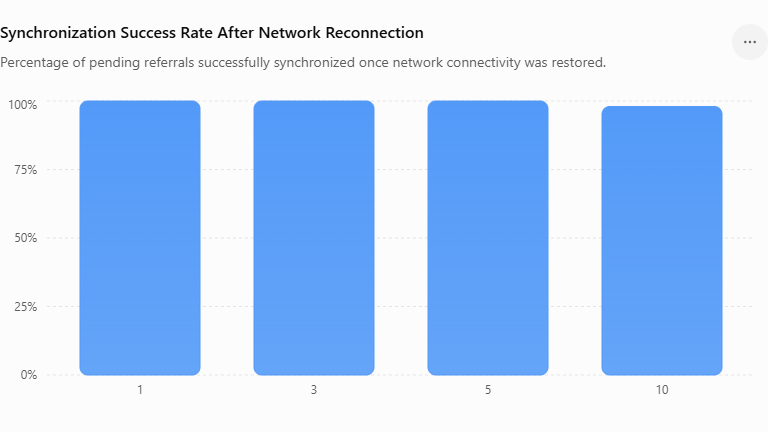 Synchronization Success Rate After Network Reconnection
...
Percentage of pending referrals successfully synchronized once network connectivity was restored.
100%
75%
50%
25%
0%
1 3 5 10